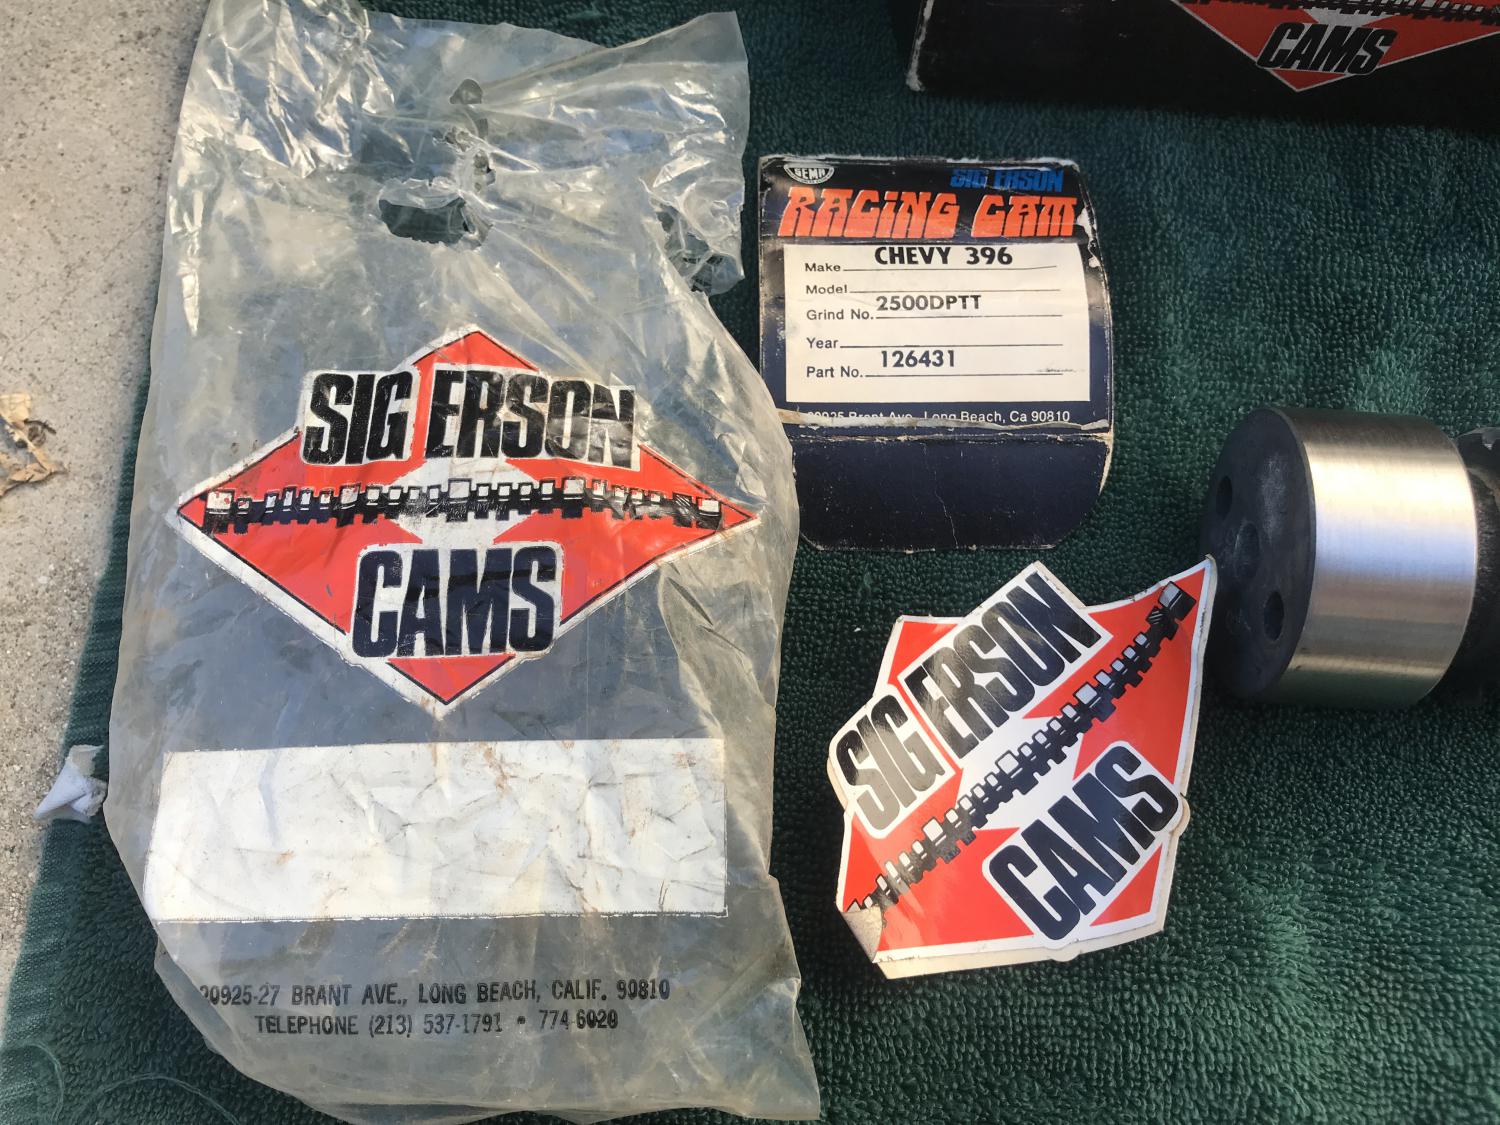 SIG ERSON
CAMS
20925-27 BRANT AVE., LONG BEACH, CALIF. 90810
TELEPHONE (213) 537-1791 • 774-6020
CAMS
SEMA
SIG ERSON
RACING CAM
Make CHEVY 396
Model
Grind No. 2500DPTT
Year
Part No. 126431
20925 Brant Ave., Long Beach, Ca 90810
SIG ERSON
CAMS